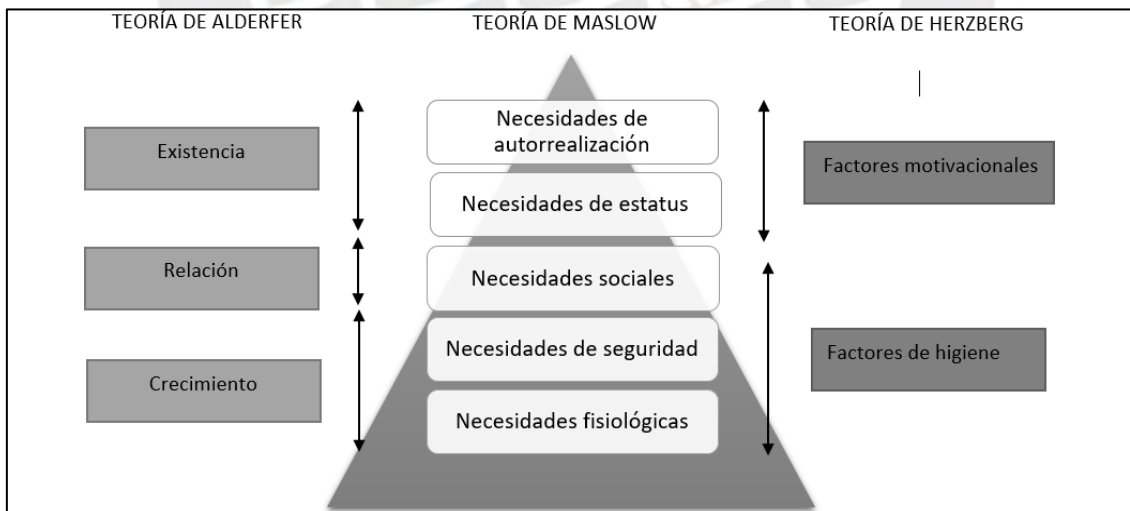 TEORÍA DE ALDERFER
TEORÍA DE MASLOW
TEORÍA DE HERZBERG
Existencia
Relación
Crecimiento
Necesidades de
autorrealización
Necesidades de estatus
Necesidades sociales
Necesidades de seguridad
Necesidades fisiológicas
Factores motivacionales
Factores de higiene